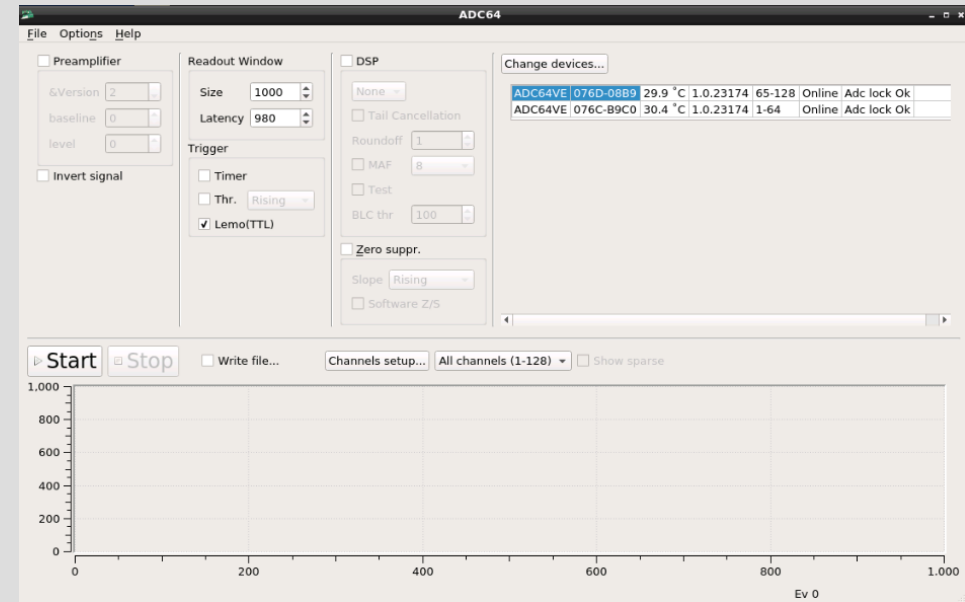 ADC64
File Options Help
Preamplifier
&Version 2
baseline 0
level 0
Invert signal
Readout Window
Size 1000
Latency 980
Trigger
Timer
Thr. Rising
Lemo(TTL)
DSP
None
Tail Cancellation
Roundoff 1
MAF 8
Test
BLC thr 100
Zero suppr.
Slope Rising
Software Z/S
Change devices...
ADC64VE 076D-08B9 29.9 °C 1.0.23174 65-128 Online Adc lock Ok
ADC64VE 076C-B9C0 30.4 °C 1.0.23174 1-64 Online Adc lock Ok
Start Stop Write file... Channels setup... All channels (1-128) Show sparse
1,000
800
600
400
200
0
0 200 400 600 800 1.000
Ev 0